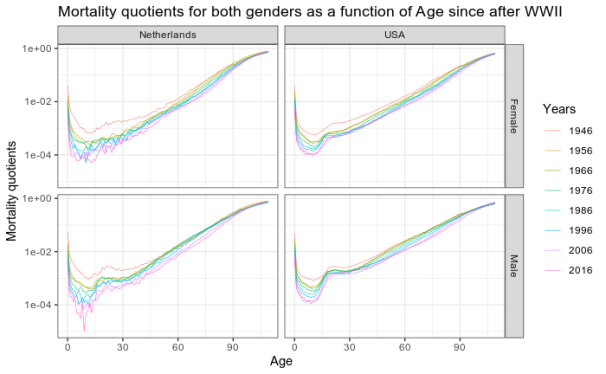 Mortality quotients for both genders as a function of Age since after WWII
Netherlands
USA
1e+00
1e-02
1e-04
Female
1e+00
1e-02
1e-04
Male
Mortality quotients
0
30
60
90
0
30
60
90
Age
Years
1946
1956
1966
1976
1986
1996
2006
2016